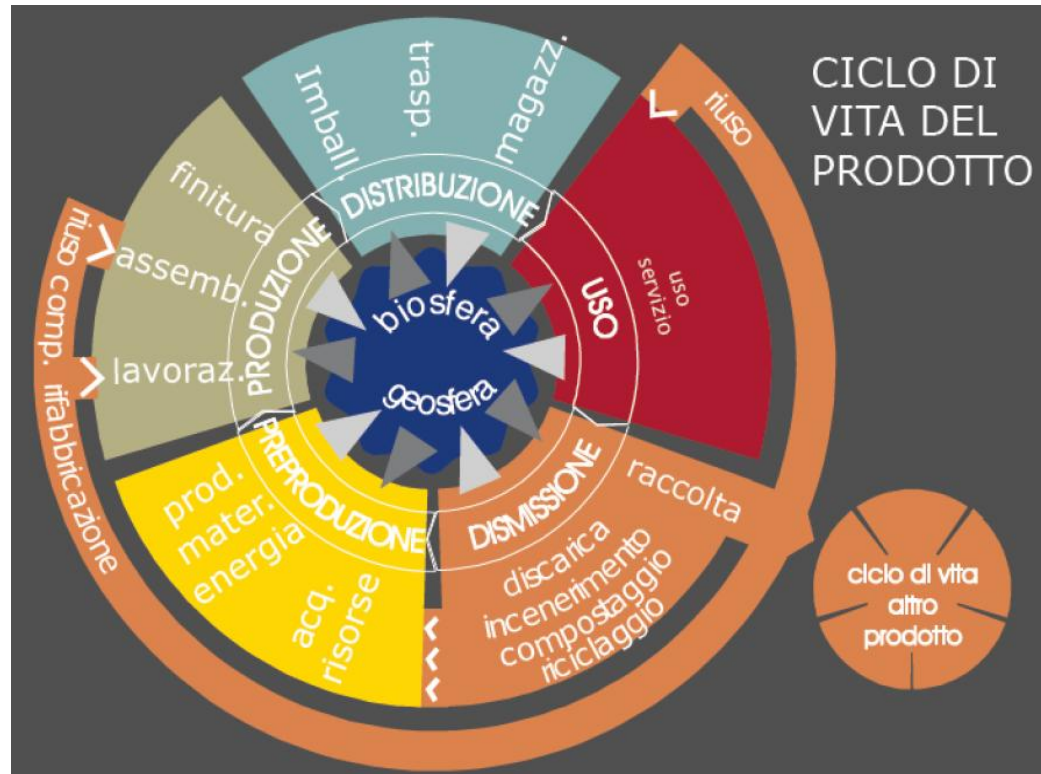 CICLO DI
VITA DEL
PRODOTTO
Imball.
trasp.
magazz.
DISTRIBUZIONE
riuso
uso
servizio
USO
finitura
assemb.
lavoraz.
PRODUZIONE
riuso comp. rifabbricazione
biosfera
geosfera
prod.
mater.
energia
acq.
risorse
PREPRODUZIONE
DISMISSIONE
raccolta
discarica
incenerimento
compostaggio
riciclaggio
ciclo di vita
altro
prodotto